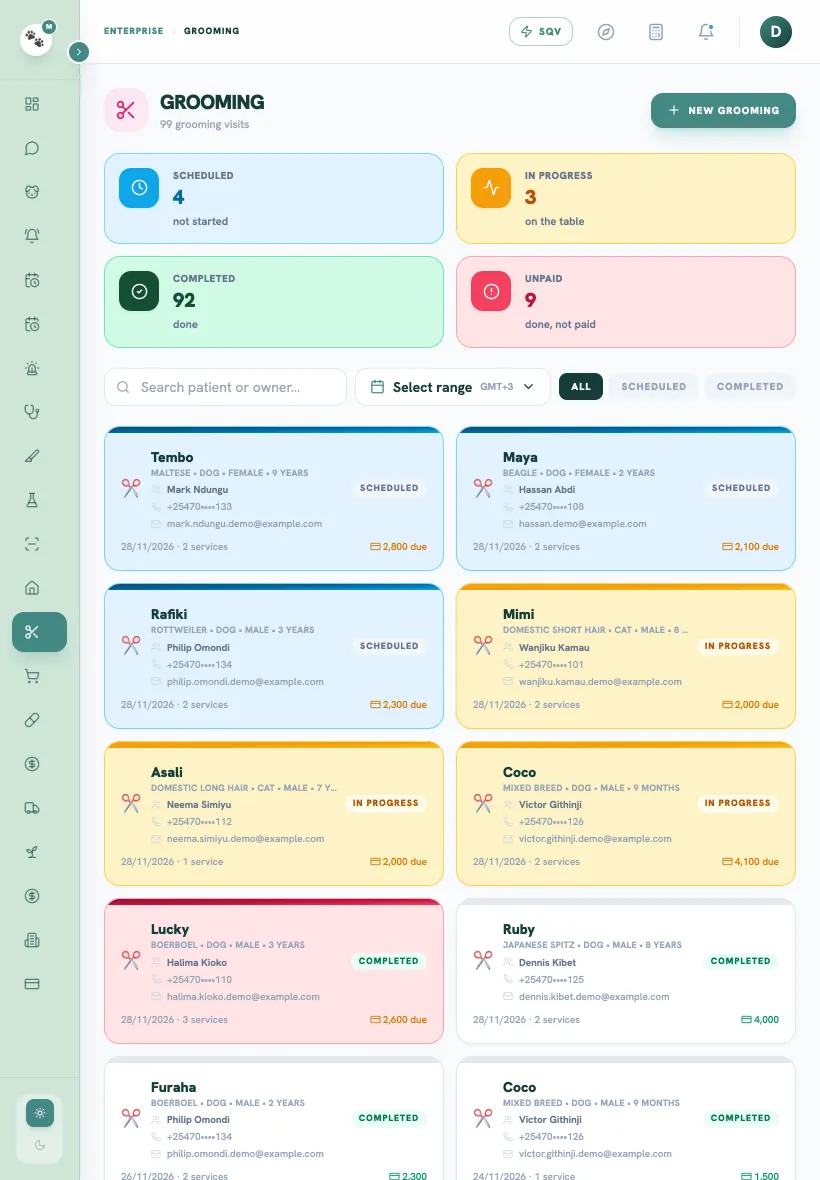 M
ENTERPRISE GROOMING
SQV
D
GROOMING
99 grooming visits
NEW GROOMING
SCHEDULED
4
not started
IN PROGRESS
3
on the table
COMPLETED
92
done
UNPAID
9
done, not paid
Search patient or owner...
Select range GMT+3
ALL
SCHEDULED
COMPLETED
Tembo
MALTESE • DOG • FEMALE • 9 YEARS
Mark Ndungu
SCHEDULED
+25470••••133
mark.ndungu.demo@example.com
28/11/2026 · 2 services
2,800 due
Maya
BEAGLE • DOG • FEMALE • 2 YEARS
Hassan Abdi
SCHEDULED
+25470••••108
hassan.demo@example.com
28/11/2026 · 2 services
2,100 due
Rafiki
ROTTWEILER • DOG • MALE • 3 YEARS
Philip Omondi
SCHEDULED
+25470••••134
philip.omondi.demo@example.com
28/11/2026 · 2 services
2,300 due
Mimi
DOMESTIC SHORT HAIR • CAT • MALE • 8 ...
Wanjiku Kamau
IN PROGRESS
+25470••••101
wanjiku.kamau.demo@example.com
28/11/2026 · 2 services
2,000 due
Asali
DOMESTIC LONG HAIR • CAT • MALE • 7 Y...
Neema Simiyu
IN PROGRESS
+25470••••112
neema.simiyu.demo@example.com
28/11/2026 · 1 service
2,000 due
Coco
MIXED BREED • DOG • MALE • 9 MONTHS
Victor Githinji
IN PROGRESS
+25470••••126
victor.githinji.demo@example.com
28/11/2026 · 2 services
4,100 due
Lucky
BOERBOEL • DOG • MALE • 3 YEARS
Halima Kioko
COMPLETED
+25470••••110
halima.kioko.demo@example.com
28/11/2026 · 3 services
2,600 due
Ruby
JAPANESE SPITZ • DOG • MALE • 8 YEARS
Dennis Kibet
COMPLETED
+25470••••125
dennis.kibet.demo@example.com
28/11/2026 · 2 services
4,000
Furaha
BOERBOEL • DOG • MALE • 2 YEARS
Philip Omondi
COMPLETED
+25470••••134
philip.omondi.demo@example.com
26/11/2026 · 2 services
2,300
Coco
MIXED BREED • DOG • MALE • 9 MONTHS
Victor Githinji
COMPLETED
+25470••••126
victor.githinji.demo@example.com
24/11/2026 · 1 service
1,500